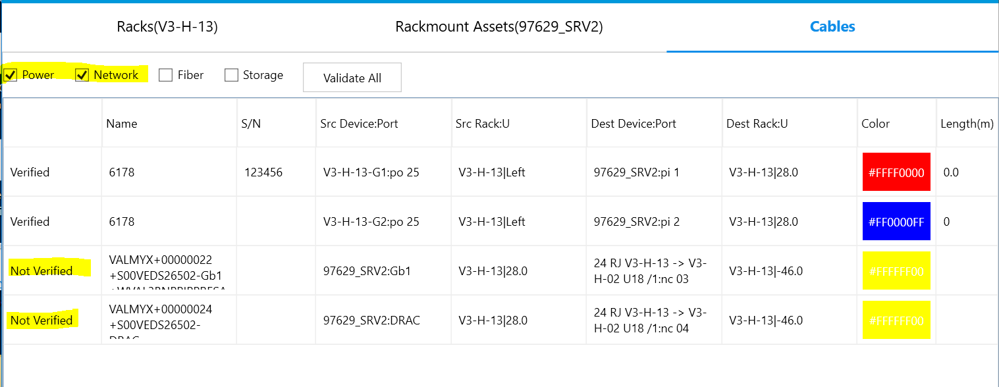 Racks(V3-H-13) Rackmount Assets(97629_SRV2) Cables
Power Network Fiber Storage Validate All
Name S/N Src Device:Port Src Rack:U Dest Device:Port Dest Rack:U Color Length(m)
Verified 6178 123456 V3-H-13-G1:po 25 V3-H-13|Left 97629_SRV2:pi 1 V3-H-13|28.0 #FFFF0000 0.0
Verified 6178 V3-H-13-G2:po 25 V3-H-13|Left 97629_SRV2:pi 2 V3-H-13|28.0 #FF0000FF 0
Not Verified
VALMYX+00000022
+S00VEDS26502-Gb1
97629_SRV2:Gb1 V3-H-13|28.0
24 RJ V3-H-13 -> V3-
H-02 U18 /1:nc 03
V3-H-13|-46.0 #FFFFFF00
Not Verified
VALMYX+00000024
+S00VEDS26502-
DRAC
97629_SRV2:DRAC V3-H-13|28.0
24 RJ V3-H-13 -> V3-
H-02 U18 /1:nc 04
V3-H-13|-46.0 #FFFFFF00